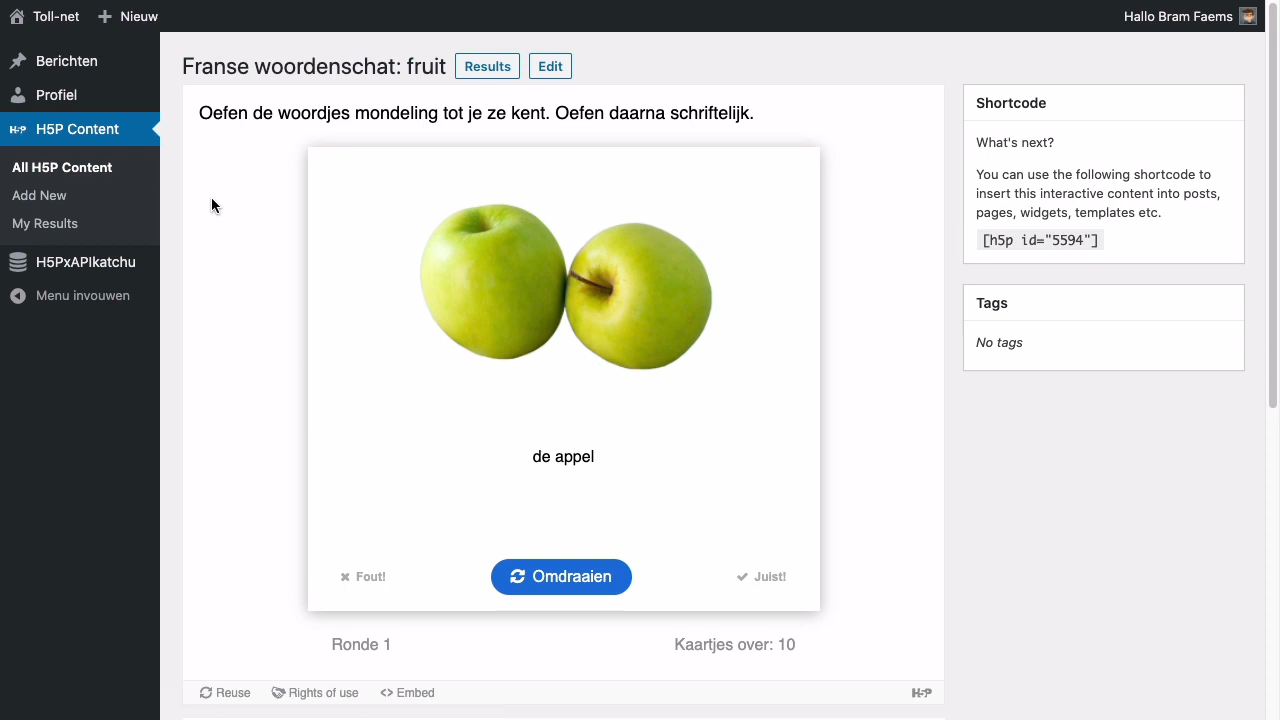 Toll-net
Nieuw
Hallo Bram Faems
Berichten
Profiel
H5P Content
All H5P Content
Add New
My Results
H5PxAPIkatchu
Menu invouwen
Franse woordenschat: fruit
Results
Edit
Oefen de woordjes mondeling tot je ze kent. Oefen daarna schriftelijk.
de appel
Fout!
Omdraaien
Juist!
Ronde 1
Kaartjes over: 10
Reuse
Rights of use
Embed
H5P
Shortcode
What's next?
You can use the following shortcode to
insert this interactive content into posts,
pages, widgets, templates etc.
[h5p id="5594"]
Tags
No tags